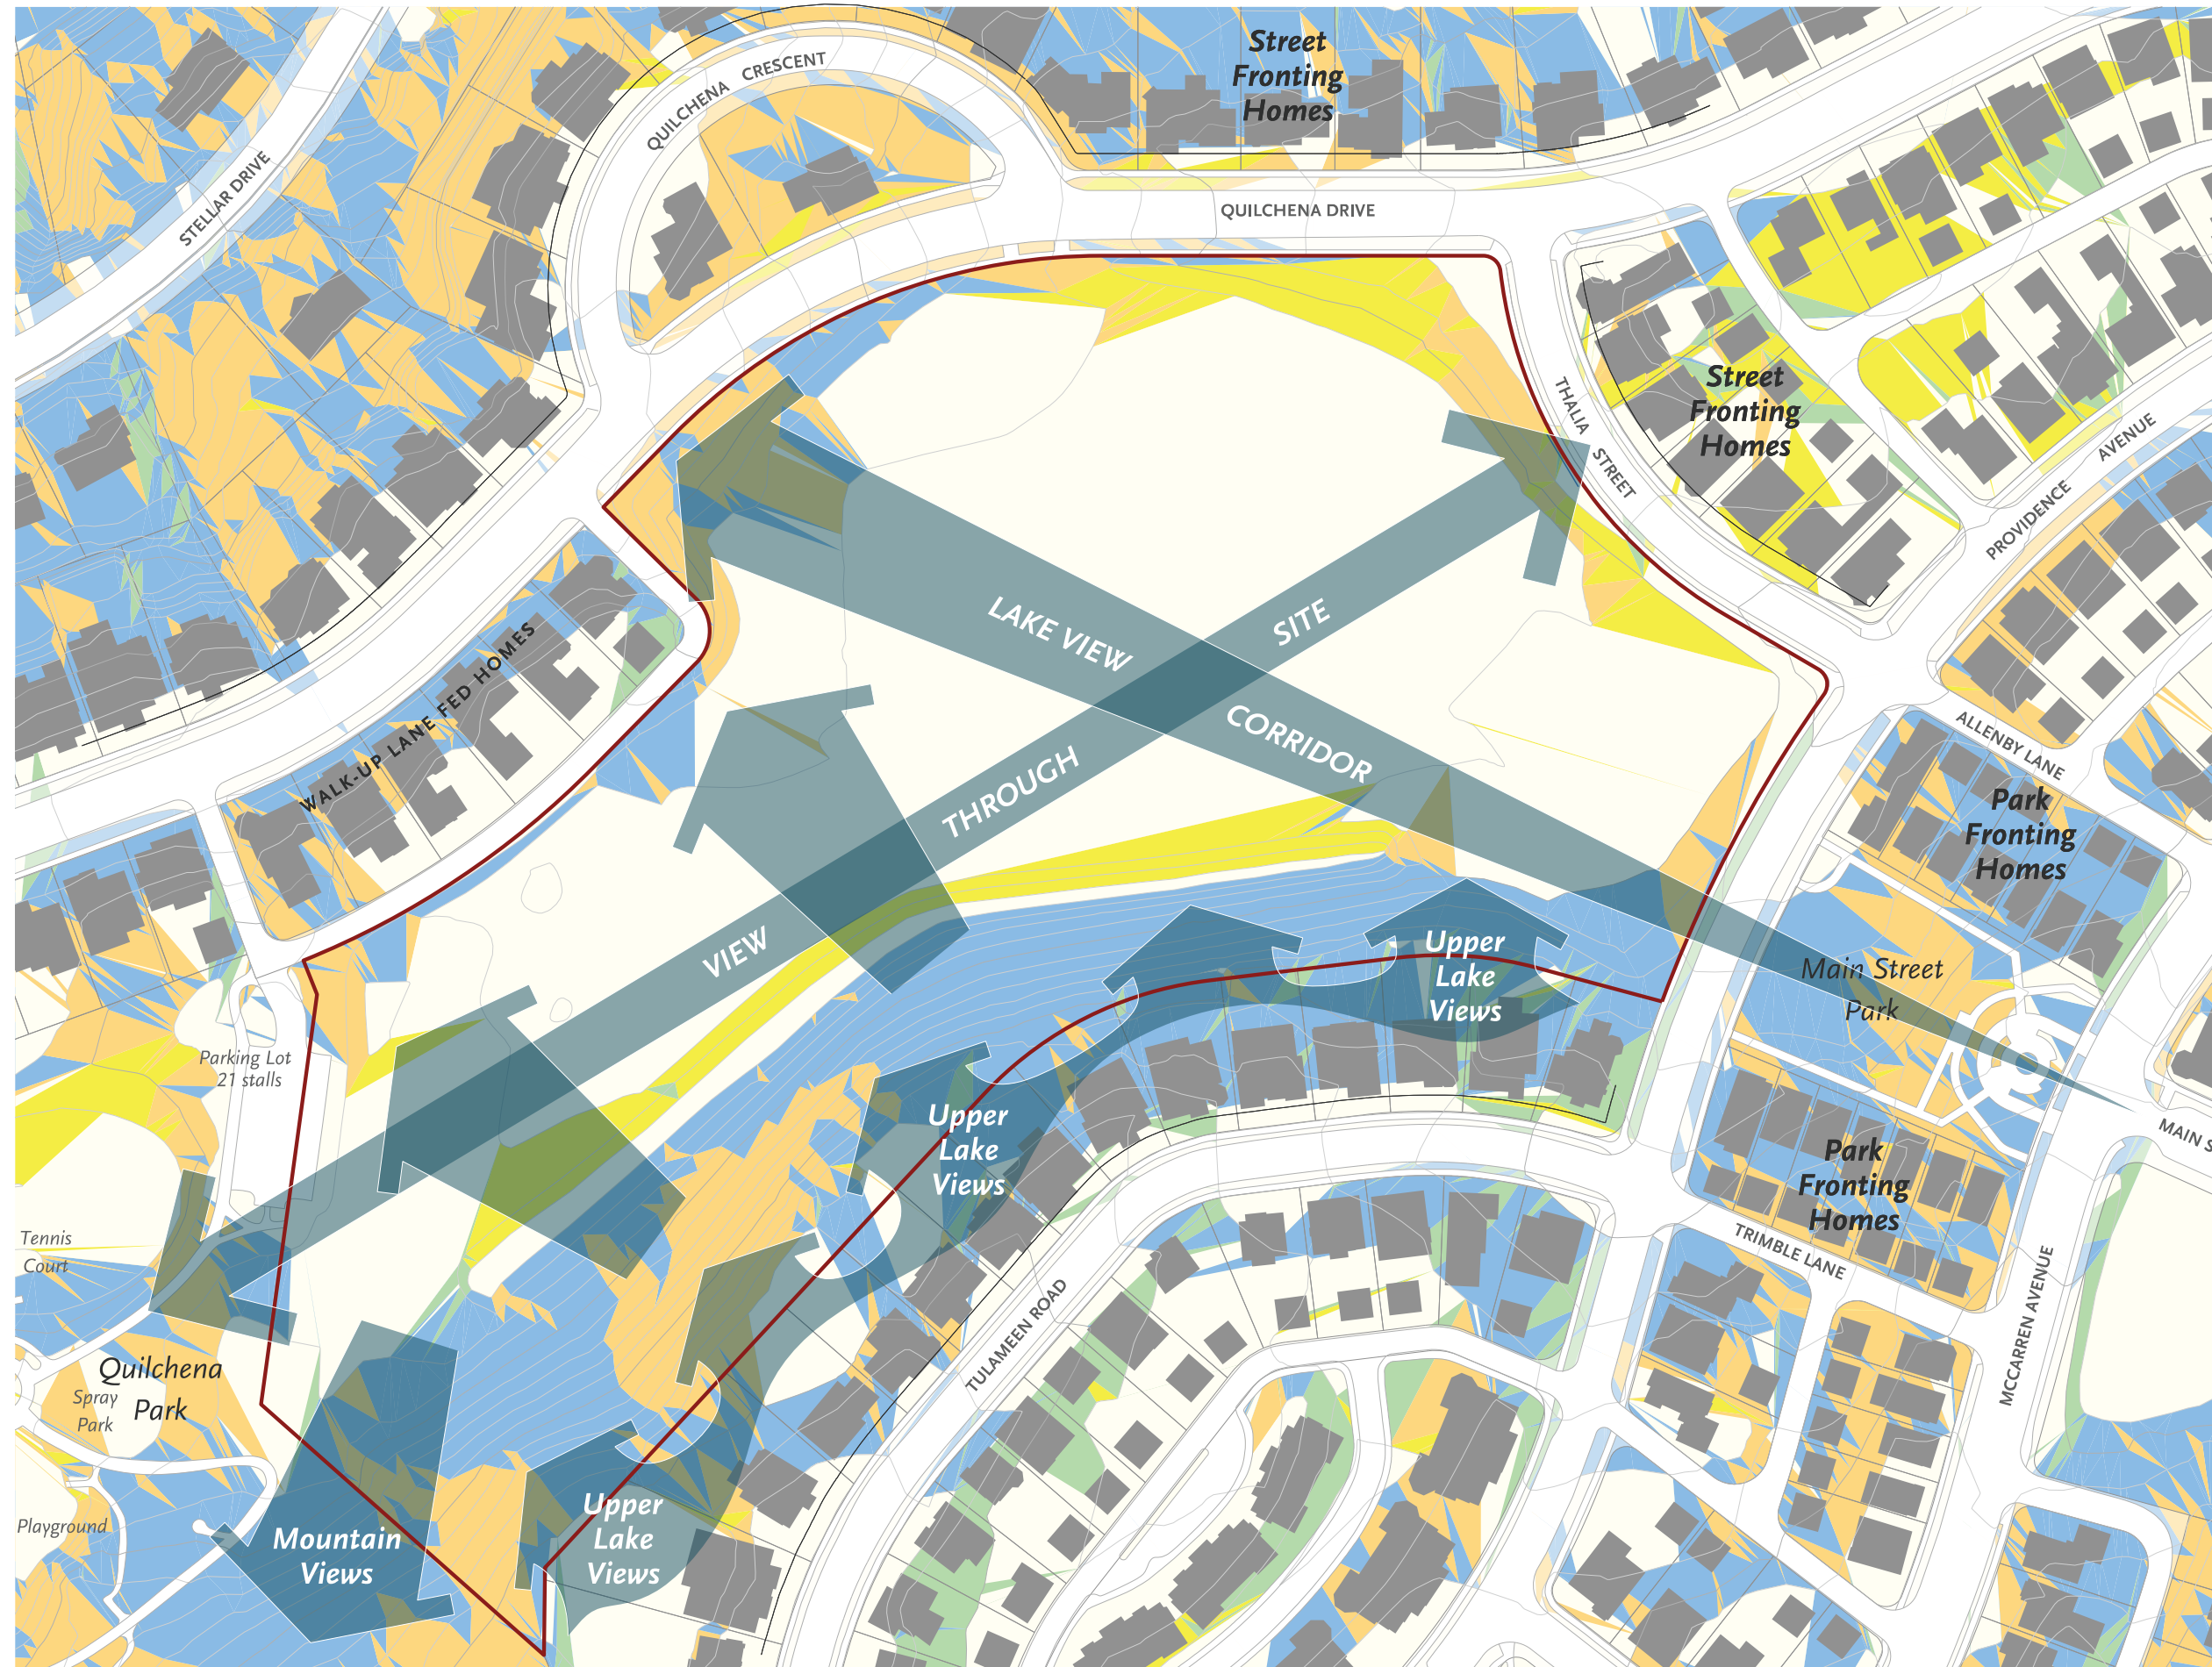 Street
Fronting
Homes
QUILCHENA CRESCENT
STELLAR DRIVE
QUILCHENA DRIVE
THALIA STREET
Street
Fronting
Homes
PROVIDENCE AVENUE
LAKE VIEW CORRIDOR
VIEW THROUGH SITE
WALK-UP LANE FED HOMES
ALLENBY LANE
Park
Fronting
Homes
Main Street
Park
Upper
Lake
Views
Parking Lot
21 stalls
Upper
Lake
Views
MAIN S
Park
Fronting
Homes
Tennis
Court
TRIMBLE LANE
TULAMEEN ROAD
MCCARREN AVENUE
Quilchena
Park
Spray
Park
Upper
Lake
Views
Mountain
Views
Playground